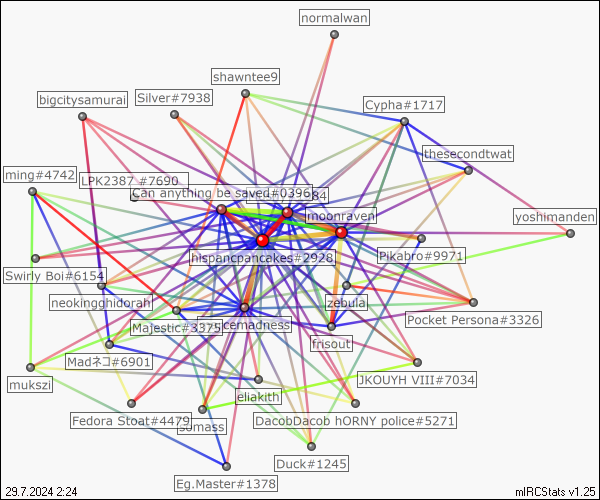 normalwan
shawntee9
bigcitysamurai
Silver#7938
Cypha#1717
thesecondtwat
ming#4742
LPK2387 #7690
Can anything be saved#0396
84
moonraven
yoshimanden
hispancpancakes#2928
Pikabro#9971
Swirly Boi#6154
neokingghidorah
zebula
Pocket Persona#3326
Majestic#3375
icemadness
frisout
Madネコ#6901
mukszi
JKOUYH VIII#7034
eliakith
Fedora Stoat#4479
DacobDacob hORNY police#5271
Duck#1245
Eg.Master#1378
29.7.2024 2:24
mIRCStats v1.25